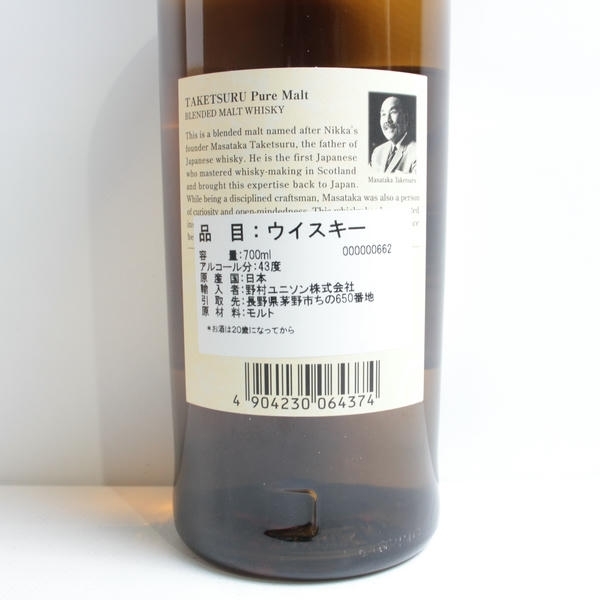 TAKETSURU Pure Malt
BLENDED MALT WHISKY
This is a blended malt named after Nikka's
founder Masataka Taketsuru, the father of
Japanese whisky. He is the first Japanese
who mastered whisky-making in Scotland
and brought this expertise back to Japan.
While being a disciplined craftsman, Masataka was also a person
of curiosity and open-mindedness. This
Masataka Taketsuru
品 目：ウイスキー
000000662
容 量：700ml
アルコール分：43度
原 産 国：日本
輸 入 者：野村ユニソン株式会社
引 取 先：長野県茅野市ちの650番地
原 材 料：モルト
＊お酒は20歳になってから
4 904230 064374